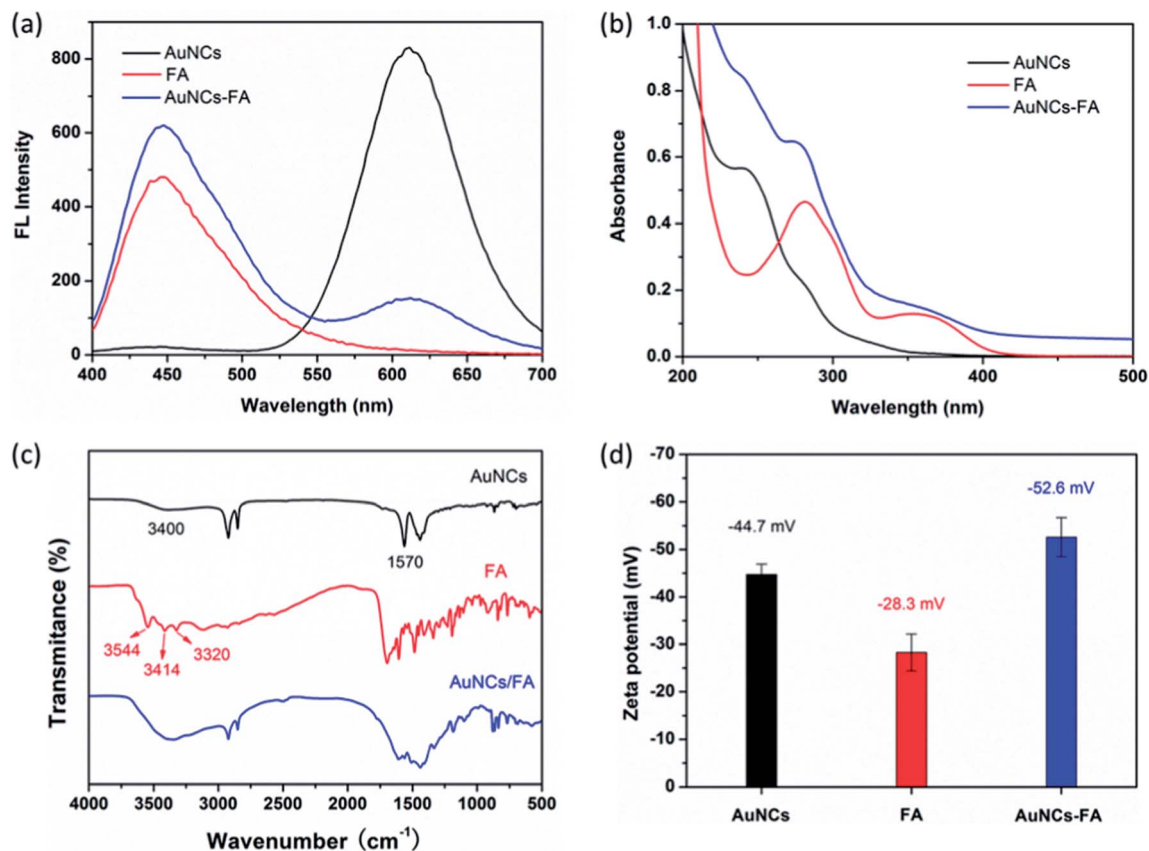 (a)
AuNCs
FA
AuNCs-FA
FL Intensity
800
600
400
200
0
400 450 500 550 600 650 700
Wavelength (nm)
(b)
AuNCs
FA
AuNCs-FA
Absorbance
1.0
0.8
0.6
0.4
0.2
0.0
200 300 400 500
Wavelength (nm)
(c)
AuNCs
3400
1570
FA
3544
3414
3320
AuNCs/FA
Transmitance (%)
4000 3500 3000 2500 2000 1500 1000 500
Wavenumber (cm⁻¹)
(d)
-44.7 mV
-28.3 mV
-52.6 mV
Zeta potential (mV)
-70
-60
-50
-40
-30
-20
-10
0
AuNCs FA AuNCs-FA